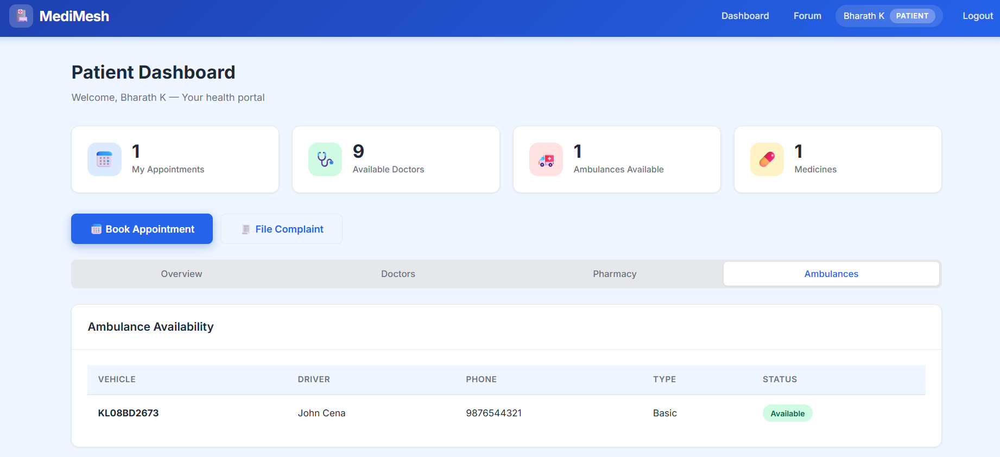 MediMesh
Dashboard Forum Bharath K PATIENT Logout
Patient Dashboard
Welcome, Bharath K — Your health portal
1
My Appointments
9
Available Doctors
1
Ambulances Available
1
Medicines
Book Appointment
File Complaint
Overview Doctors Pharmacy Ambulances
Ambulance Availability
VEHICLE DRIVER PHONE TYPE STATUS
KL08BD2673 John Cena 9876544321 Basic Available